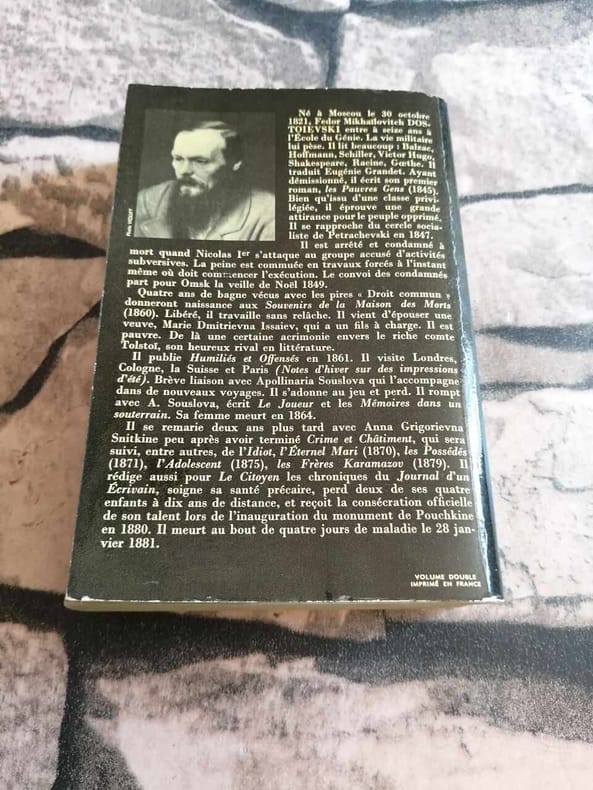 Né à Moscou le 30 octobre
1821, Fedor Mikhaïlovitch DOS-
TOIEVSKI entre à seize ans à
l'École du Génie. La vie militaire
lui pèse. Il lit beaucoup : Balzac,
Hoffmann, Schiller, Victor Hugo,
Shakespeare, Racine, Gœthe. Il
traduit Eugénie Grandet. Ayant
démissionné, il écrit son premier
roman, les Pauvres Gens (1845).
Bien qu'issu d'une classe privi-
légiée, il éprouve une grande
attirance pour le peuple opprimé.
Il se rapproche du cercle socia-
liste de Petrachevski en 1847.
Il est arrêté et condamné à
mort quand Nicolas Ier s'attaque au groupe accusé d'activités
subversives. La peine est commuée en travaux forcés à l'instant
même où doit commencer l'exécution. Le convoi des condamnés
part pour Omsk la veille de Noël 1849.
Quatre ans de bagne vécus avec les pires « Droit commun »
donneront naissance aux Souvenirs de la Maison des Morts
(1860). Libéré, il travaille sans relâche. Il vient d'épouser une
veuve, Marie Dmitrievna Issaiev, qui a un fils à charge. Il est
pauvre. De là une certaine acrimonie envers le riche comte
Tolstoï, son heureux rival en littérature.
Il publie Humiliés et Offensés en 1861. Il visite Londres,
Cologne, la Suisse et Paris (Notes d'hiver sur des impressions
d'été). Brève liaison avec Apollinaria Souslova qui l'accompagne
dans de nouveaux voyages. Il s'adonne au jeu et perd. Il rompt
avec A. Souslova, écrit Le Joueur et les Mémoires dans un
souterrain. Sa femme meurt en 1864.
Il se remarie deux ans plus tard avec Anna Grigorievna
Snitkine peu après avoir terminé Crime et Châtiment, qui sera
suivi, entre autres, de l'Idiot, l'Éternel Mari (1870), les Possédés
(1871), l'Adolescent (1875), les Frères Karamazov (1879). Il
rédige aussi pour Le Citoyen les chroniques du Journal d'un
Écrivain, soigne sa santé précaire, perd deux de ses quatre
enfants à dix ans de distance, et reçoit la consécration officielle
de son talent lors de l'inauguration du monument de Pouchkine
en 1880. Il meurt au bout de quatre jours de maladie le 28 jan-
vier 1881.
VOLUME DOUBLE
IMPRIMÉ EN FRANCE